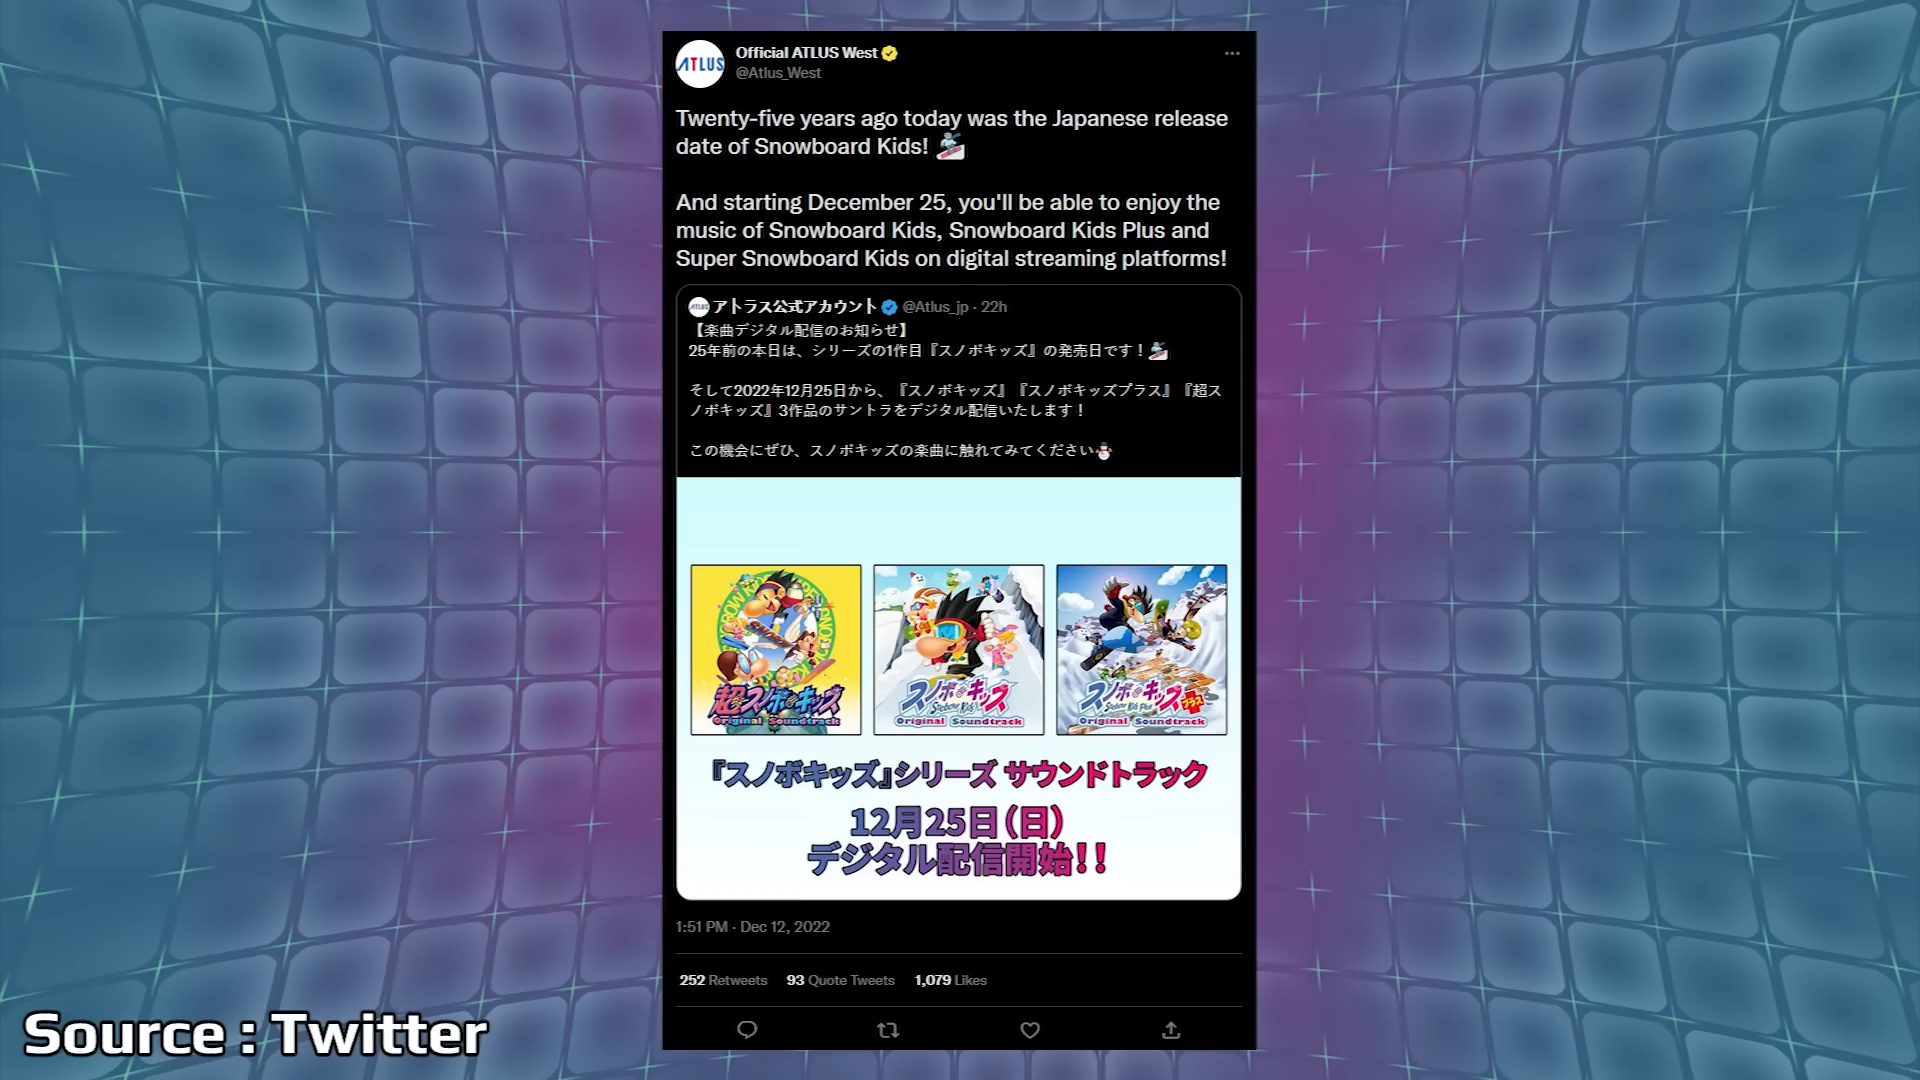 ATLUS
Official ATLUS West
@Atlus_West
Twenty-five years ago today was the Japanese release
date of Snowboard Kids!
And starting December 25, you'll be able to enjoy the
music of Snowboard Kids, Snowboard Kids Plus and
Super Snowboard Kids on digital streaming platforms!
アトラス公式アカウント @Atlus_jp · 22h
【楽曲デジタル配信のお知らせ】
25年前の本日は、シリーズの1作目『スノボキッズ』の発売日です！
そして2022年12月25日から、『スノボキッズ』『スノボキッズプラス』『超ス
ノボキッズ』3作品のサントラをデジタル配信いたします！
この機会にぜひ、スノボキッズの楽曲に触れてみてください
超スノボキッズ
Original Soundtrack
スノボキッズ
Original Soundtrack
スノボキッズ
プラス
Original Soundtrack
『スノボキッズ』シリーズ サウンドトラック
12月25日(日)
デジタル配信開始!!
1:51 PM · Dec 12, 2022
252 Retweets 93 Quote Tweets 1,079 Likes
Source : Twitter